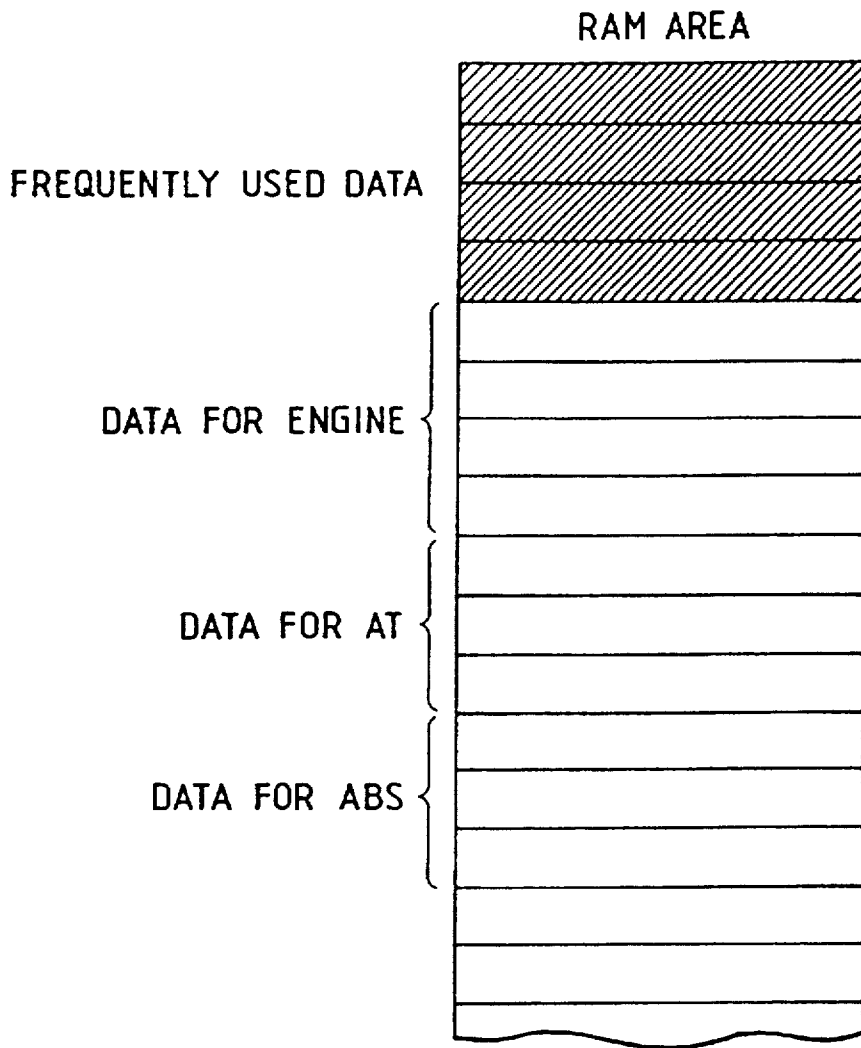 RAM AREA
FREQUENTLY USED DATA
DATA FOR ENGINE
DATA FOR AT
DATA FOR ABS